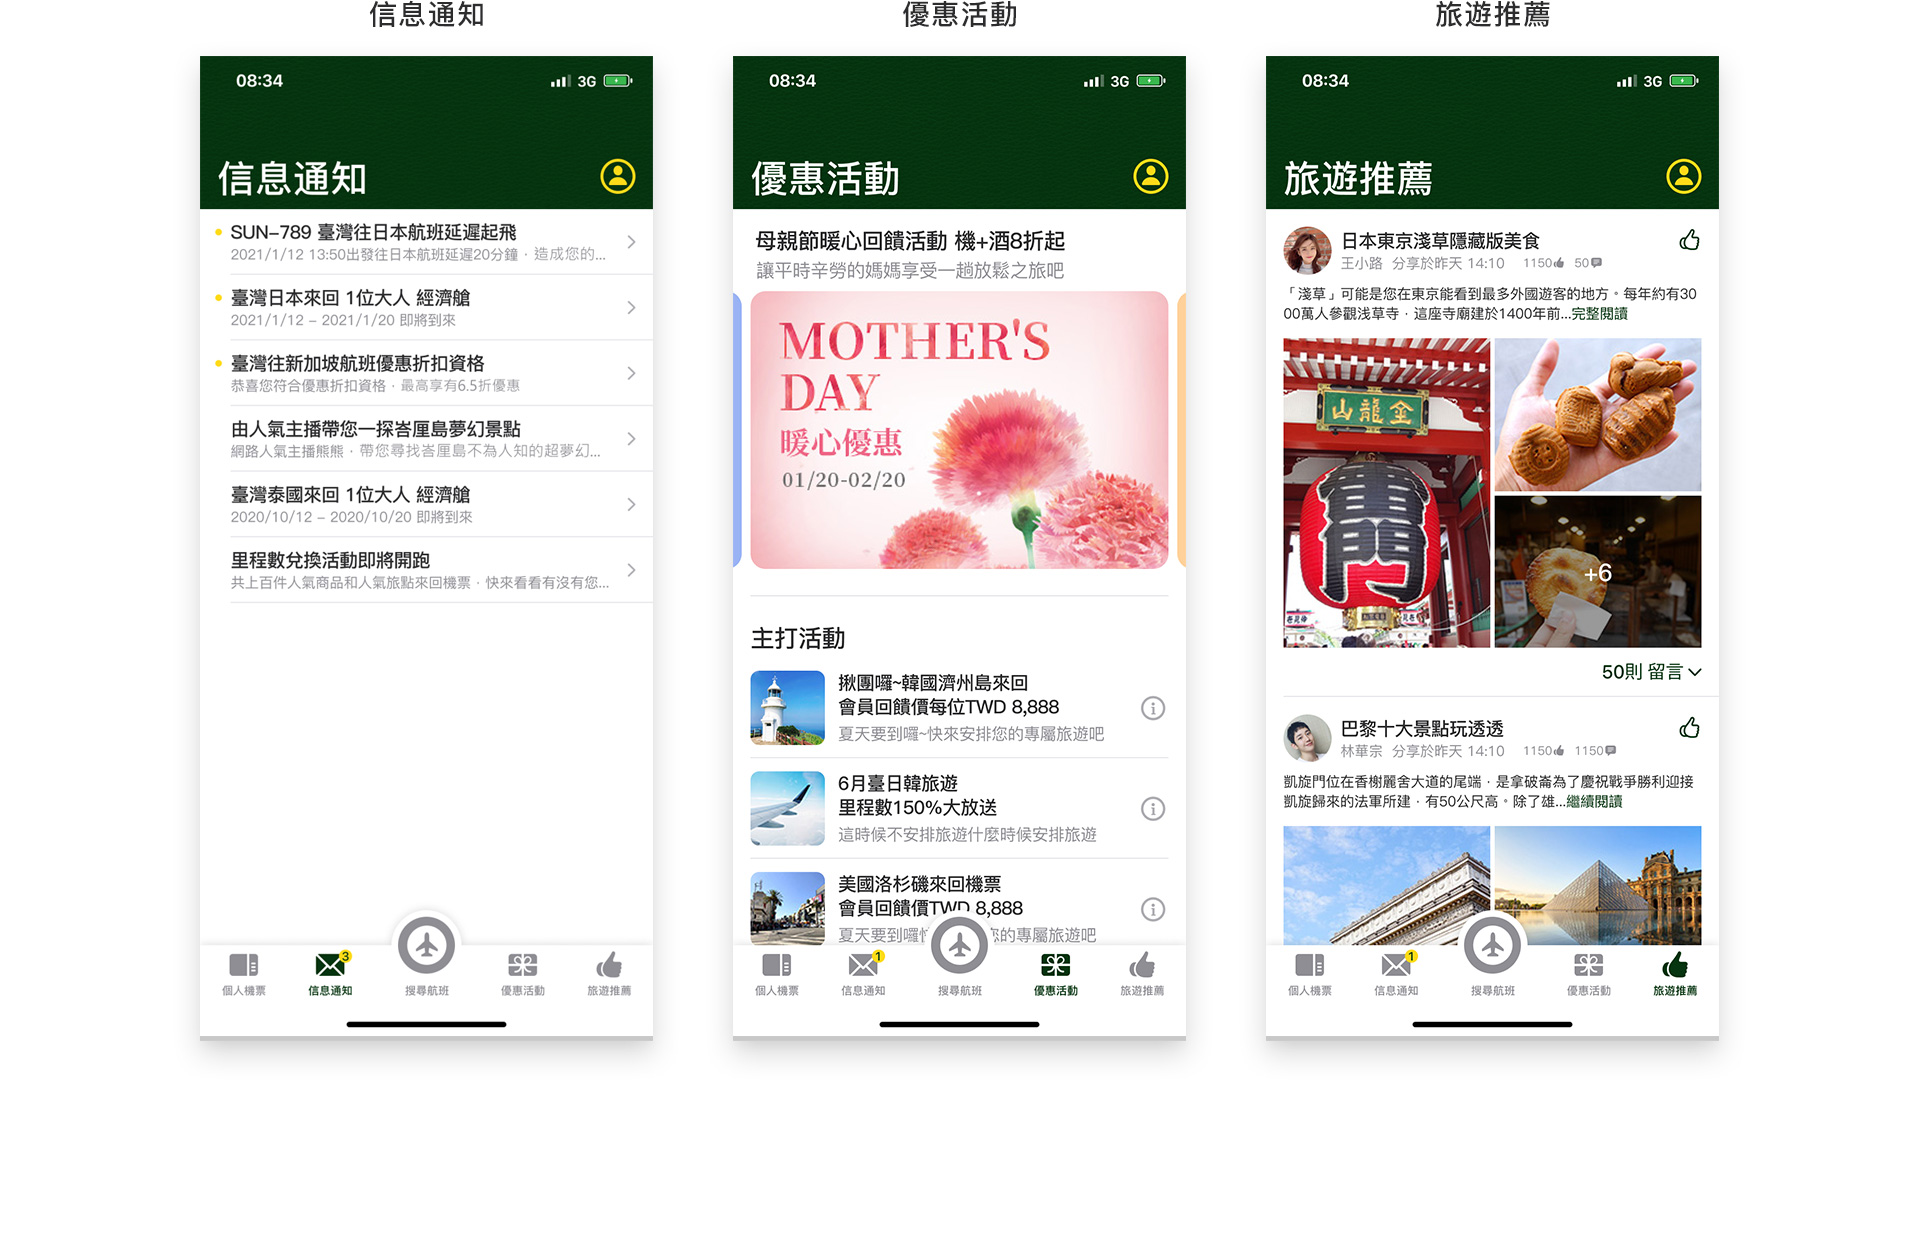 信息通知
優惠活動
旅遊推薦
08:34
3G
信息通知
SUN-789 臺灣往日本航班延遲起飛
2021/1/12 13:50出發往日本航班延遲20分鐘，造成您的...
臺灣日本來回 1位大人 經濟艙
2021/1/12 - 2021/1/20 即將到來
臺灣往新加坡航班優惠折扣資格
恭喜您符合優惠折扣資格，最高享有6.5折優惠
由人氣主播帶您一探峇厘島夢幻景點
網路人氣主播熊熊，帶您尋找峇厘島不為人知的超夢幻...
臺灣泰國來回 1位大人 經濟艙
2020/10/12 - 2020/10/20 即將到來
里程數兌換活動即將開跑
共上百件人氣商品和人氣旅點來回機票，快來看看有沒有您...
個人機票
3
信息通知
搜尋航班
優惠活動
旅遊推薦
08:34
3G
優惠活動
母親節暖心回饋活動 機+酒8折起
讓平時辛勞的媽媽享受一趟放鬆之旅吧
MOTHER'S
DAY
暖心優惠
01/20-02/20
主打活動
揪團囉~韓國濟州島來回
會員回饋價每位TWD 8,888
夏天要到囉~快來安排您的專屬旅遊吧
6月臺日韓旅遊
里程數150%大放送
這時候不安排旅遊什麼時候安排旅遊
美國洛杉磯來回機票
會員回饋價TWD 8,888
夏天要到囉 您的專屬旅遊吧
個人機票
1
信息通知
搜尋航班
優惠活動
旅遊推薦
08:34
3G
旅遊推薦
日本東京淺草隱藏版美食
王小路 分享於昨天 14:10 1150 50
「淺草」可能是您在東京能看到最多外國遊客的地方。每年約有30
00萬人參觀浅草寺，這座寺廟建於1400年前...完整閱讀
山龍金
+6
50則 留言
巴黎十大景點玩透透
林華宗 分享於昨天 14:10 1150 1150
凱旋門位在香榭麗舍大道的尾端，是拿破崙為了慶祝戰爭勝利迎接
凱旋歸來的法軍所建，有50公尺高。除了雄...繼續閱讀
個人機票
1
信息通知
搜尋航班
優惠活動
旅遊推薦